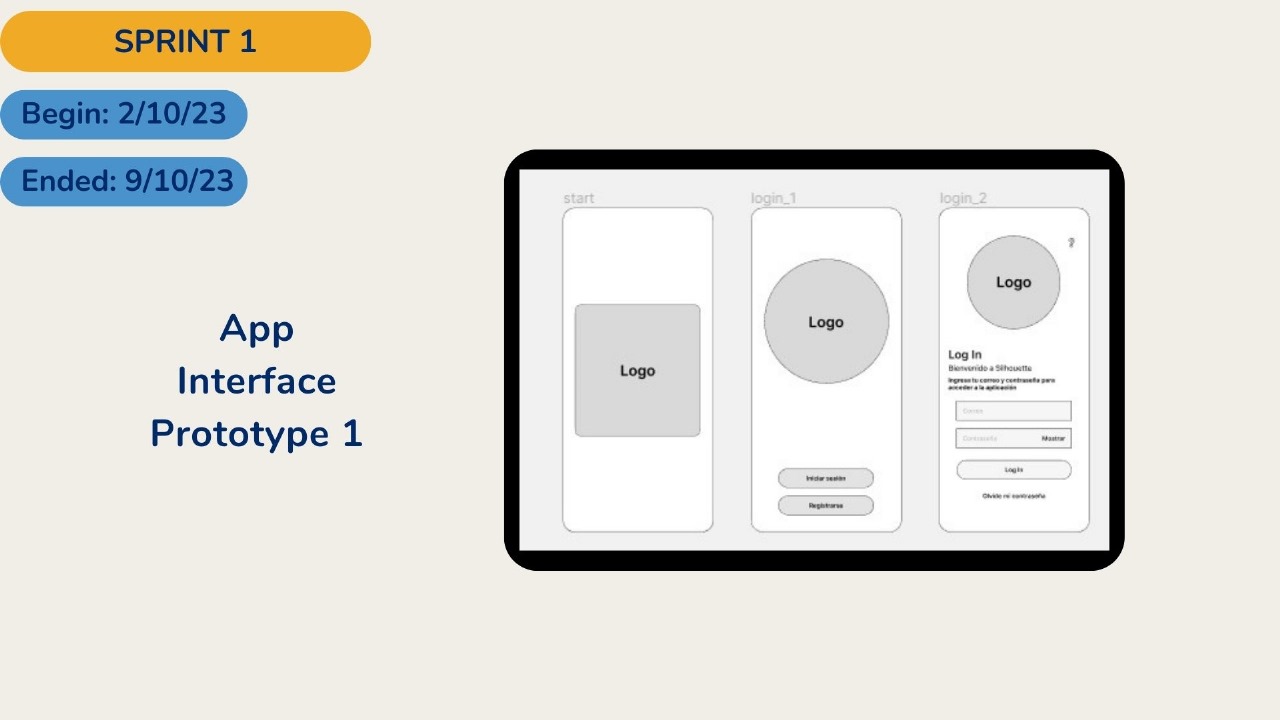 SPRINT 1
Begin: 2/10/23
Ended: 9/10/23
App
Interface
Prototype 1
start
Logo
login_1
Logo
Iniciar sesión
Registrarse
login_2
?
Logo
Log In
Bienvenido a Silhouette
Ingrese tu correo y contraseña para
acceder a la aplicación
Correo
Contraseña Mostrar
Log In
Olvide mi contraseña